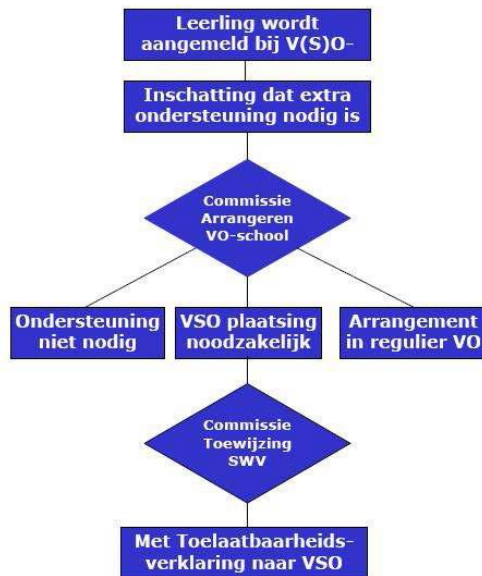 Leerling wordt
aangemeld bij V(S)O-
Inschatting dat extra
ondersteuning nodig is
Commissie
Arrangeren
VO-school
Ondersteuning
niet nodig
VSO plaatsing
noodzakelijk
Arrangement
in regulier VO
Commissie
Toewijzing
SWV
Met Toelaatbaarheids-
verklaring naar VSO